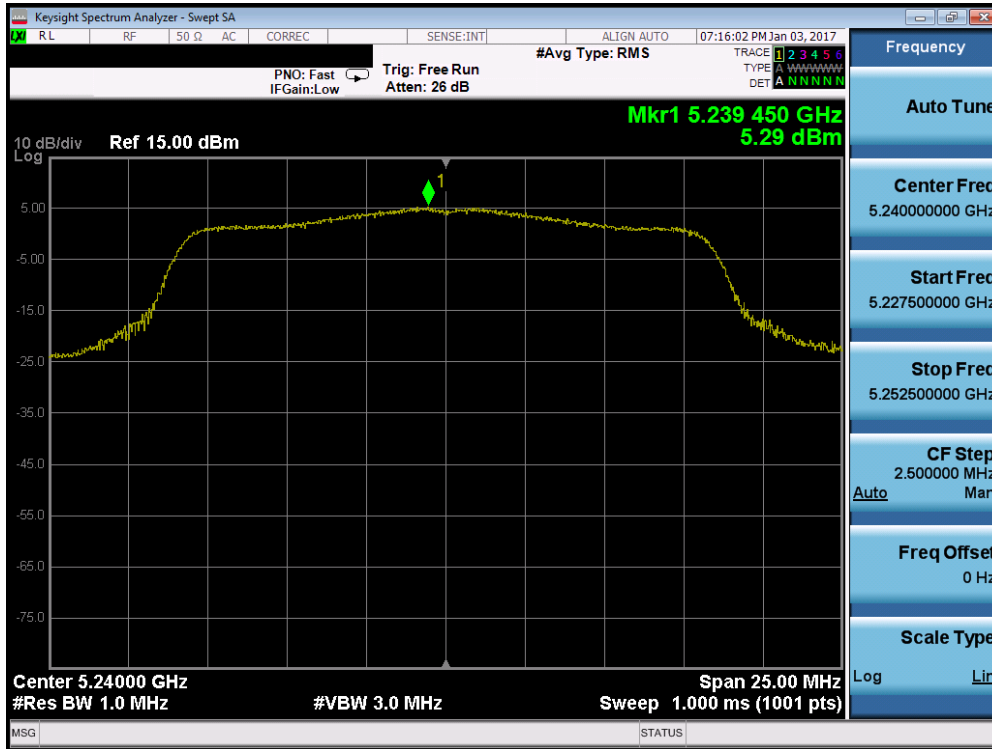 Keysight Spectrum Analyzer - Swept SA
LXI RL RF 50 Ω AC CORREC SENSE:INT ALIGN AUTO 07:16:02 PM Jan 03, 2017
#Avg Type: RMS
TRACE 1 2 3 4 5 6
TYPE A WWWWW
DET A N N N N N
PNO: Fast
IFGain:Low
Trig: Free Run
Atten: 26 dB
Mkr1 5.239 450 GHz
5.29 dBm
10 dB/div
Log
Ref 15.00 dBm
1
5.00
-5.00
-15.0
-25.0
-35.0
-45.0
-55.0
-65.0
-75.0
Center 5.24000 GHz
#Res BW 1.0 MHz
#VBW 3.0 MHz
Span 25.00 MHz
Sweep 1.000 ms (1001 pts)
MSG
STATUS
Frequency
Auto Tune
Center Freq
5.240000000 GHz
Start Freq
5.227500000 GHz
Stop Freq
5.252500000 GHz
CF Step
2.500000 MHz
Auto Man
Freq Offset
0 Hz
Scale Type
Log Lin